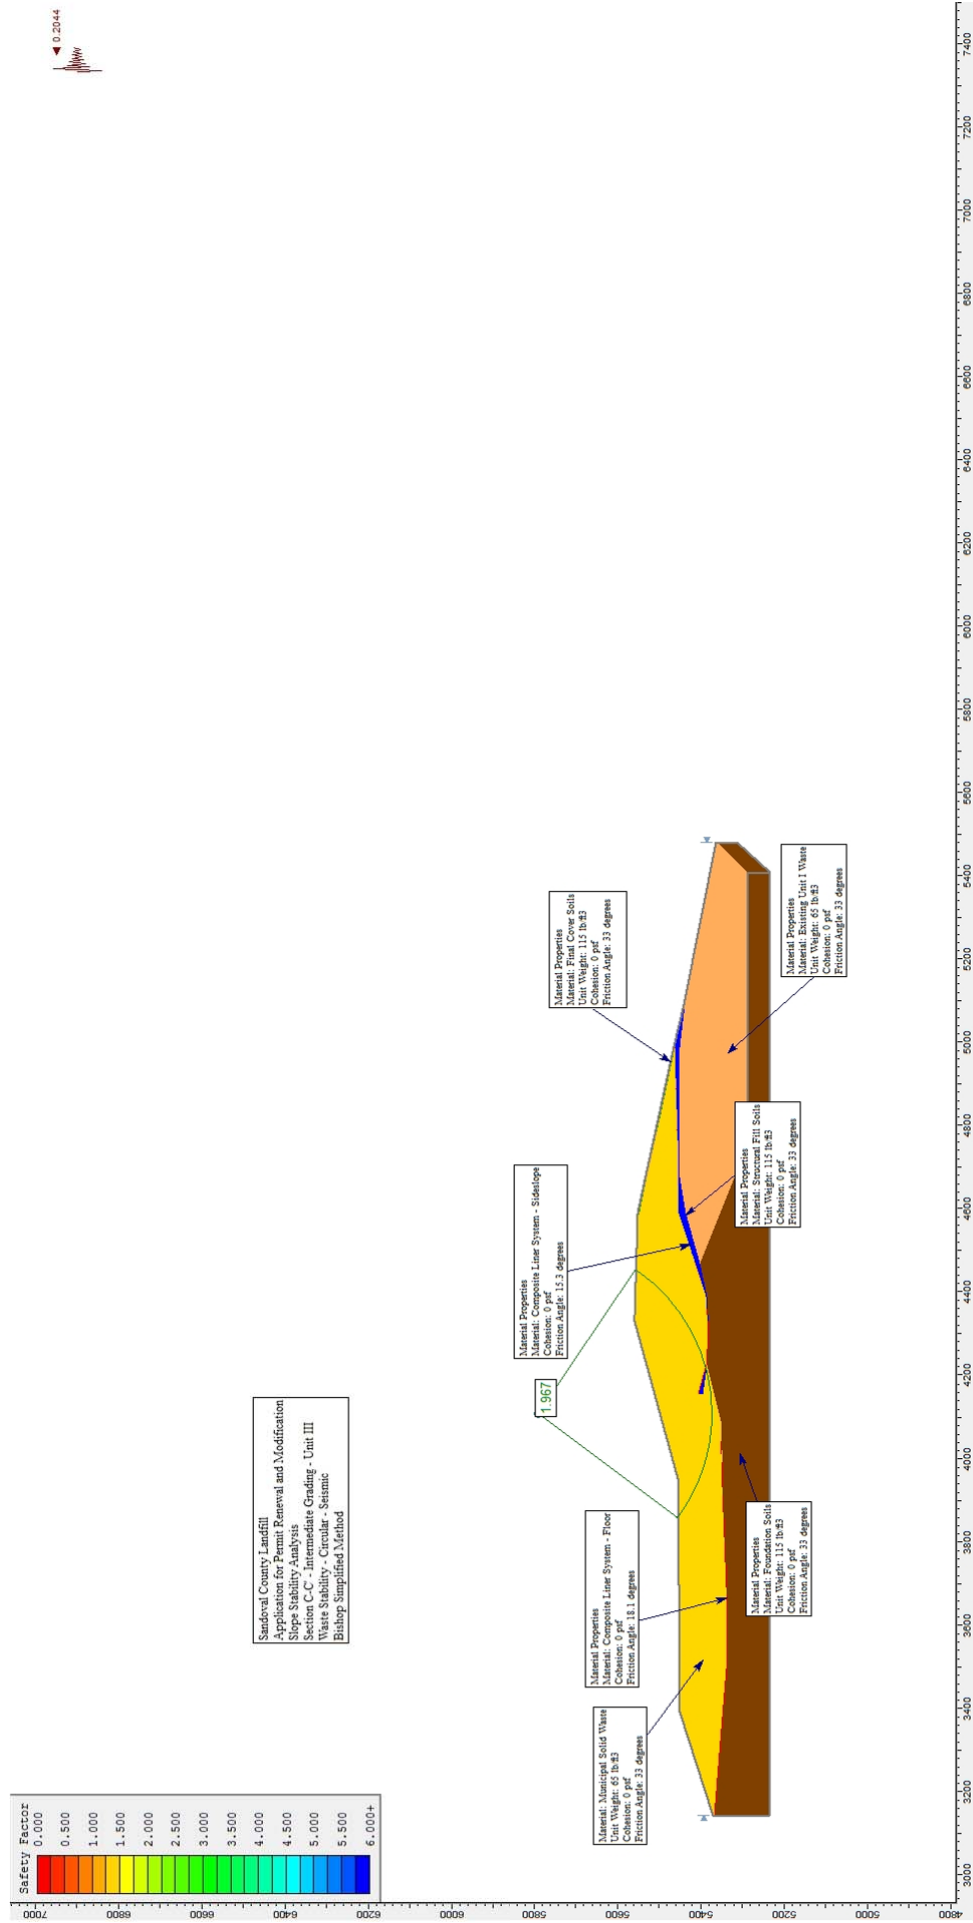 Safety Factor
0.000
0.500
1.000
1.500
2.000
2.500
3.000
3.500
4.000
4.500
5.000
5.500
6.000+
Sandoval County Landfill
Application for Permit Renewal and Modification
Slope Stability Analysis
Section C-C' - Intermediate Grading - Unit III
Waste Stability - Circular - Seismic
Bishop Simplified Method
0.2044
1.967
Material: Municipal Solid Waste
Unit Weight: 65 lb/ft3
Cohesion: 0 psf
Friction Angle: 33 degrees
Material Properties
Material: Composite Liner System - Floor
Cohesion: 0 psf
Friction Angle: 18.1 degrees
Material Properties
Material: Composite Liner System - Sideslope
Cohesion: 0 psf
Friction Angle: 15.3 degrees
Material Properties
Material: Final Cover Soils
Unit Weight: 115 lb/ft3
Cohesion: 0 psf
Friction Angle: 33 degrees
Material Properties
Material: Foundation Soils
Unit Weight: 115 lb/ft3
Cohesion: 0 psf
Friction Angle: 33 degrees
Material Properties
Material: Structural Fill Soils
Unit Weight: 115 lb/ft3
Cohesion: 0 psf
Friction Angle: 33 degrees
Material Properties
Material: Existing Unit I Waste
Unit Weight: 65 lb/ft3
Cohesion: 0 psf
Friction Angle: 33 degrees
7000
6800
6600
6400
6200
6000
5800
5600
5400
5200
5000
4800
3000
3200
3400
3600
3800
4000
4200
4400
4600
4800
5000
5200
5400
5600
5800
6000
6200
6400
6600
6800
7000
7200
7400